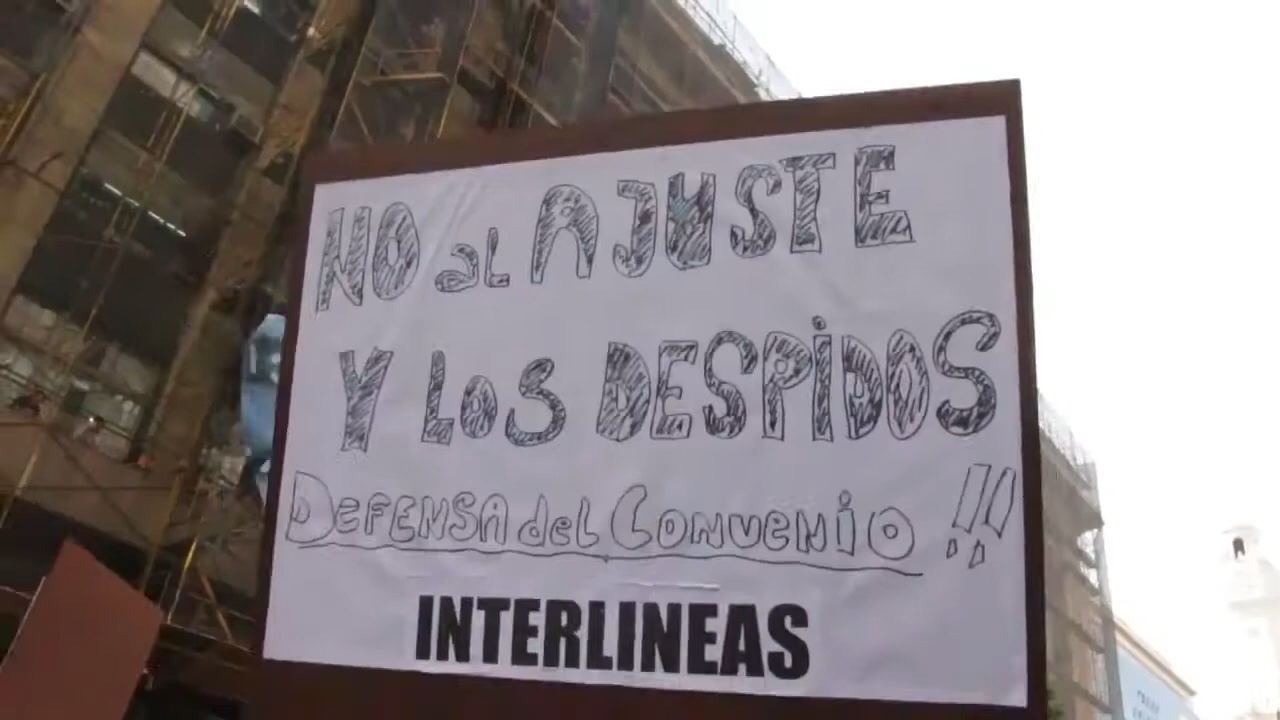 NO aL AJUSTE
Y LoS DESPiDOS
DEFENSA del CONVENiO !!
INTERLINEAS